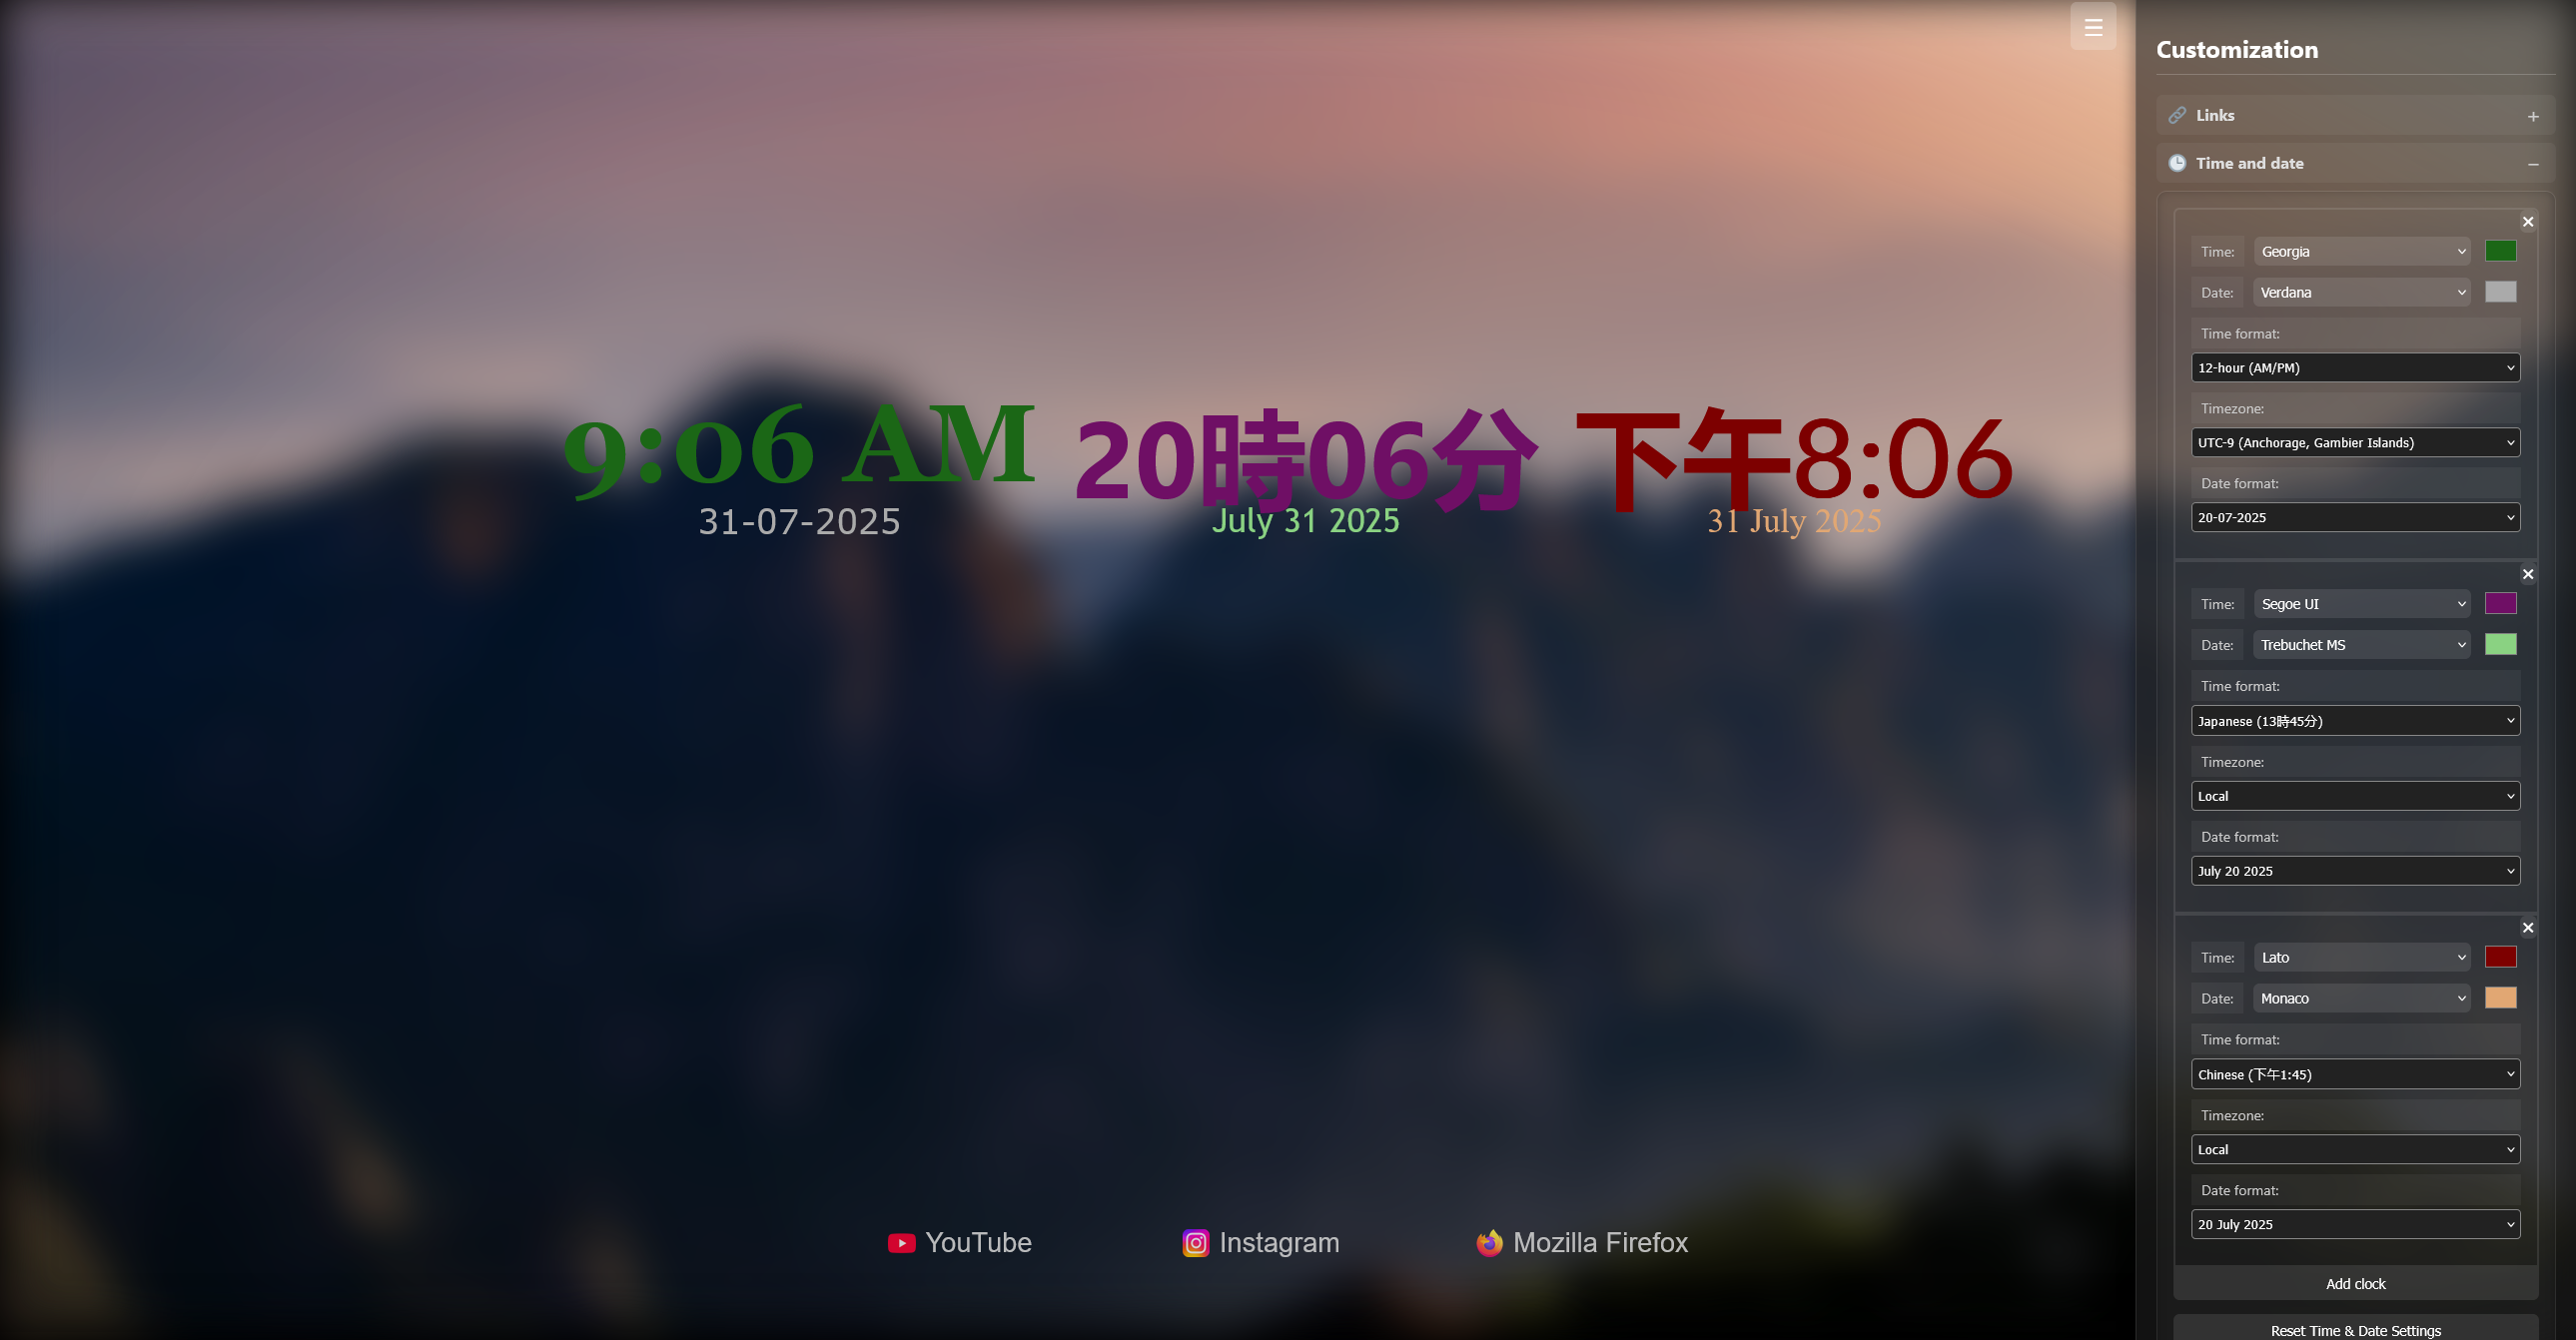 ☰
9:06 AM
31-07-2025
20時06分
July 31 2025
下午8:06
31 July 2025
YouTube
Instagram
Mozilla Firefox
Customization
🔗 Links +
🕒 Time and date −
✕
Time: Georgia
Date: Verdana
Time format:
12-hour (AM/PM)
Timezone:
UTC-9 (Anchorage, Gambier Islands)
Date format:
20-07-2025
✕
Time: Segoe UI
Date: Trebuchet MS
Time format:
Japanese (13時45分)
Timezone:
Local
Date format:
July 20 2025
✕
Time: Lato
Date: Monaco
Time format:
Chinese (下午1:45)
Timezone:
Local
Date format:
20 July 2025
Add clock
Reset Time & Date Settings